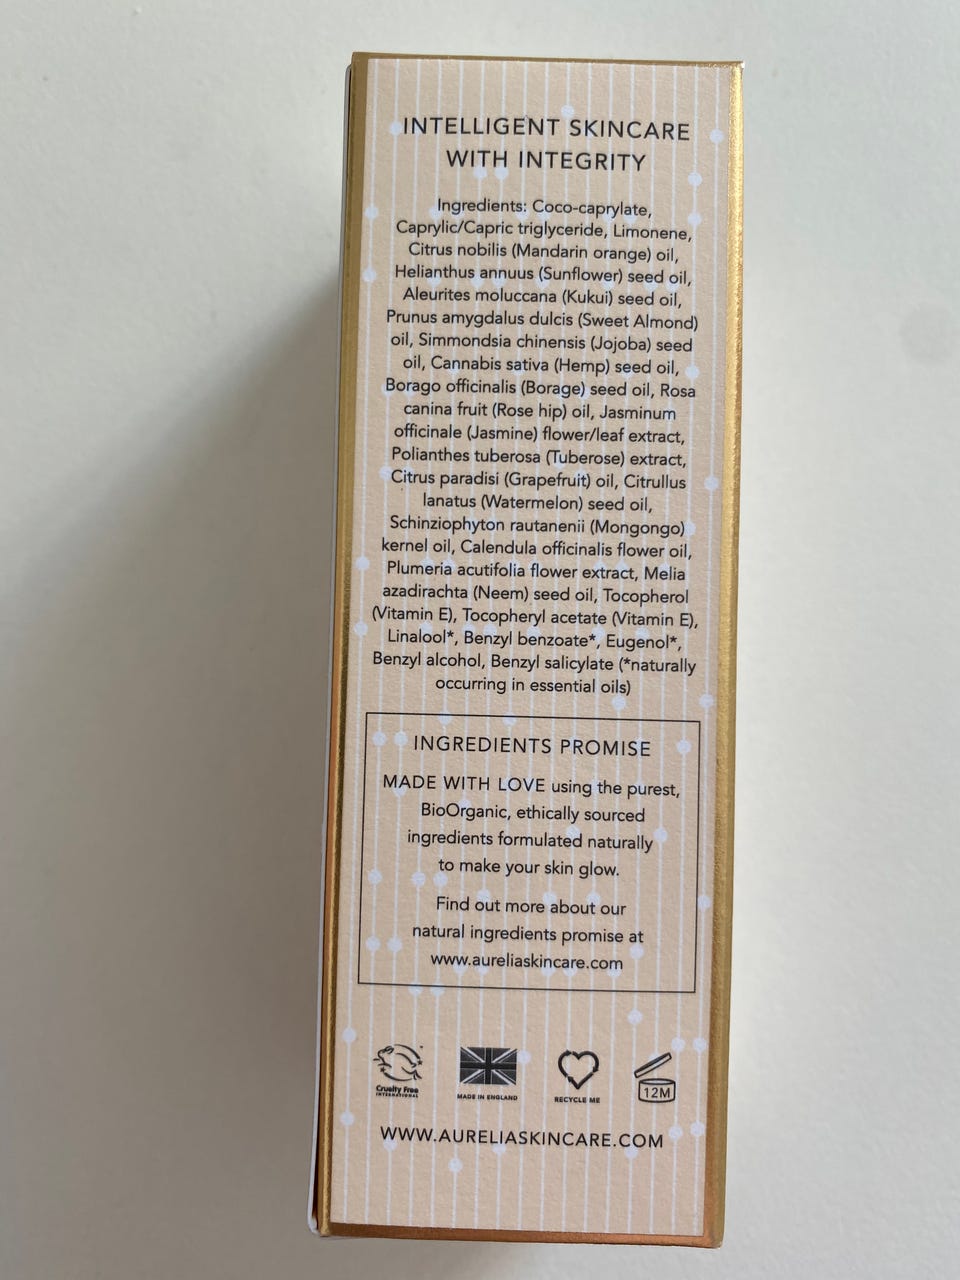 INTELLIGENT SKINCARE
WITH INTEGRITY
Ingredients: Coco-caprylate,
Caprylic/Capric triglyceride, Limonene,
Citrus nobilis (Mandarin orange) oil,
Helianthus annuus (Sunflower) seed oil,
Aleurites moluccana (Kukui) seed oil,
Prunus amygdalus dulcis (Sweet Almond)
oil, Simmondsia chinensis (Jojoba) seed
oil, Cannabis sativa (Hemp) seed oil,
Borago officinalis (Borage) seed oil, Rosa
canina fruit (Rose hip) oil, Jasminum
officinale (Jasmine) flower/leaf extract,
Polianthes tuberosa (Tuberose) extract,
Citrus paradisi (Grapefruit) oil, Citrullus
lanatus (Watermelon) seed oil,
Schinziophyton rautanenii (Mongongo)
kernel oil, Calendula officinalis flower oil,
Plumeria acutifolia flower extract, Melia
azadirachta (Neem) seed oil, Tocopherol
(Vitamin E), Tocopheryl acetate (Vitamin E),
Linalool*, Benzyl benzoate*, Eugenol*,
Benzyl alcohol, Benzyl salicylate (*naturally
occurring in essential oils)
INGREDIENTS PROMISE
MADE WITH LOVE using the purest,
BioOrganic, ethically sourced
ingredients formulated naturally
to make your skin glow.
Find out more about our
natural ingredients promise at
www.aureliaskincare.com
Cruelty Free
INTERNATIONAL
MADE IN ENGLAND
RECYCLE ME
12M
WWW.AURELIASKINCARE.COM